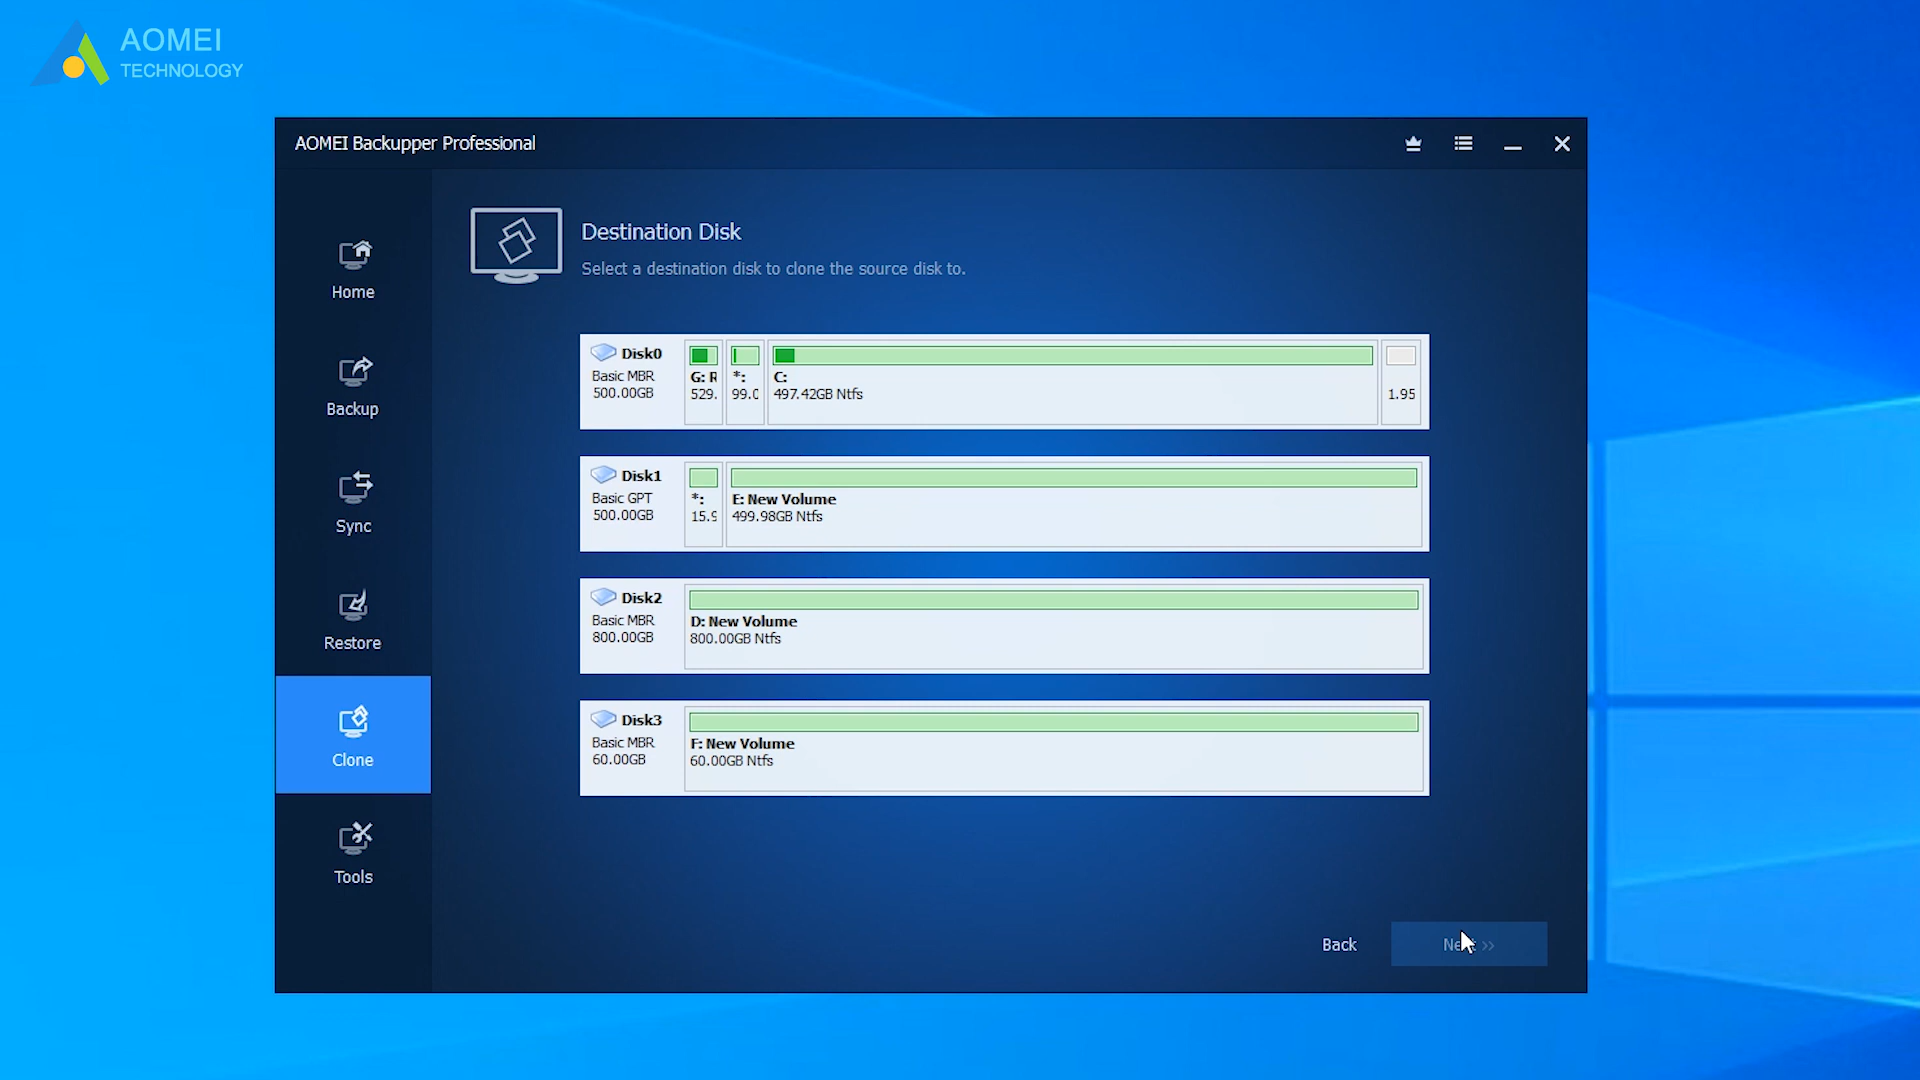 AOMEI
TECHNOLOGY
AOMEI Backupper Professional
Home
Backup
Sync
Restore
Clone
Tools
Destination Disk
Select a destination disk to clone the source disk to.
Disk0
Basic MBR
500.00GB
G: R
529.
*:
99.0
C:
497.42GB Ntfs
1.95
Disk1
Basic GPT
500.00GB
*:
15.9
E: New Volume
499.98GB Ntfs
Disk2
Basic MBR
800.00GB
D: New Volume
800.00GB Ntfs
Disk3
Basic MBR
60.00GB
F: New Volume
60.00GB Ntfs
Back